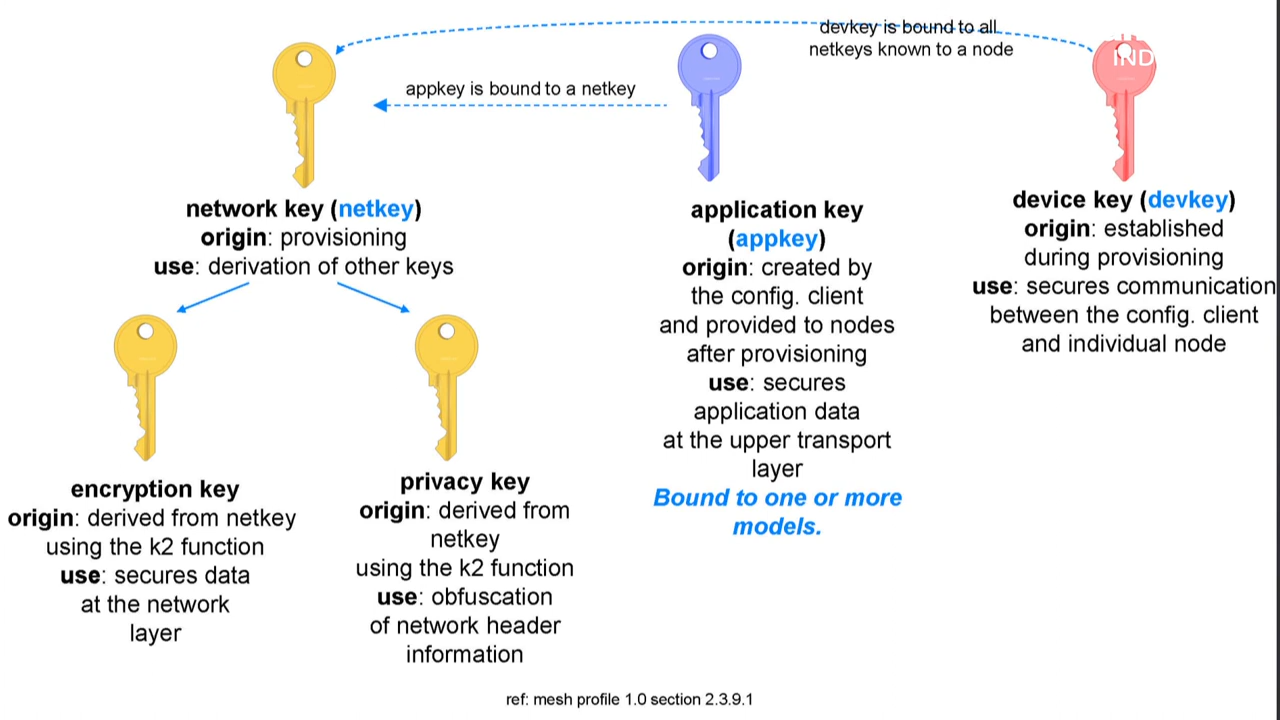 devkey is bound to all
netkeys known to a node
IND
appkey is bound to a netkey
network key (netkey)
origin: provisioning
use: derivation of other keys
application key
(appkey)
origin: created by
the config. client
and provided to nodes
after provisioning
use: secures
application data
at the upper transport
layer
Bound to one or more
models.
device key (devkey)
origin: established
during provisioning
use: secures communication
between the config. client
and individual node
encryption key
origin: derived from netkey
using the k2 function
use: secures data
at the network
layer
privacy key
origin: derived from
netkey
using the k2 function
use: obfuscation
of network header
information
ref: mesh profile 1.0 section 2.3.9.1